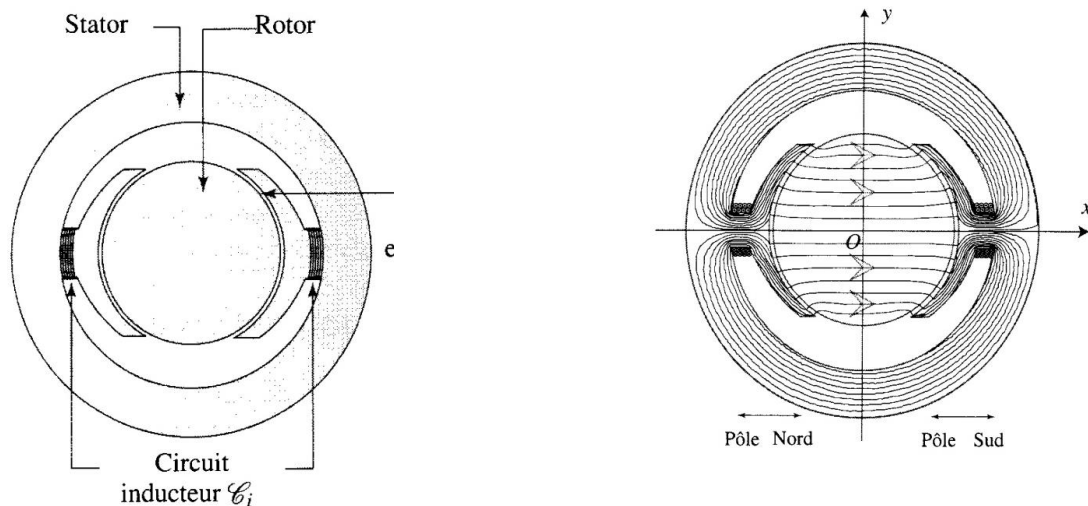 Stator
Rotor
e
Circuit
inducteur 𝒞i
y
x
O
Pôle Nord
Pôle Sud